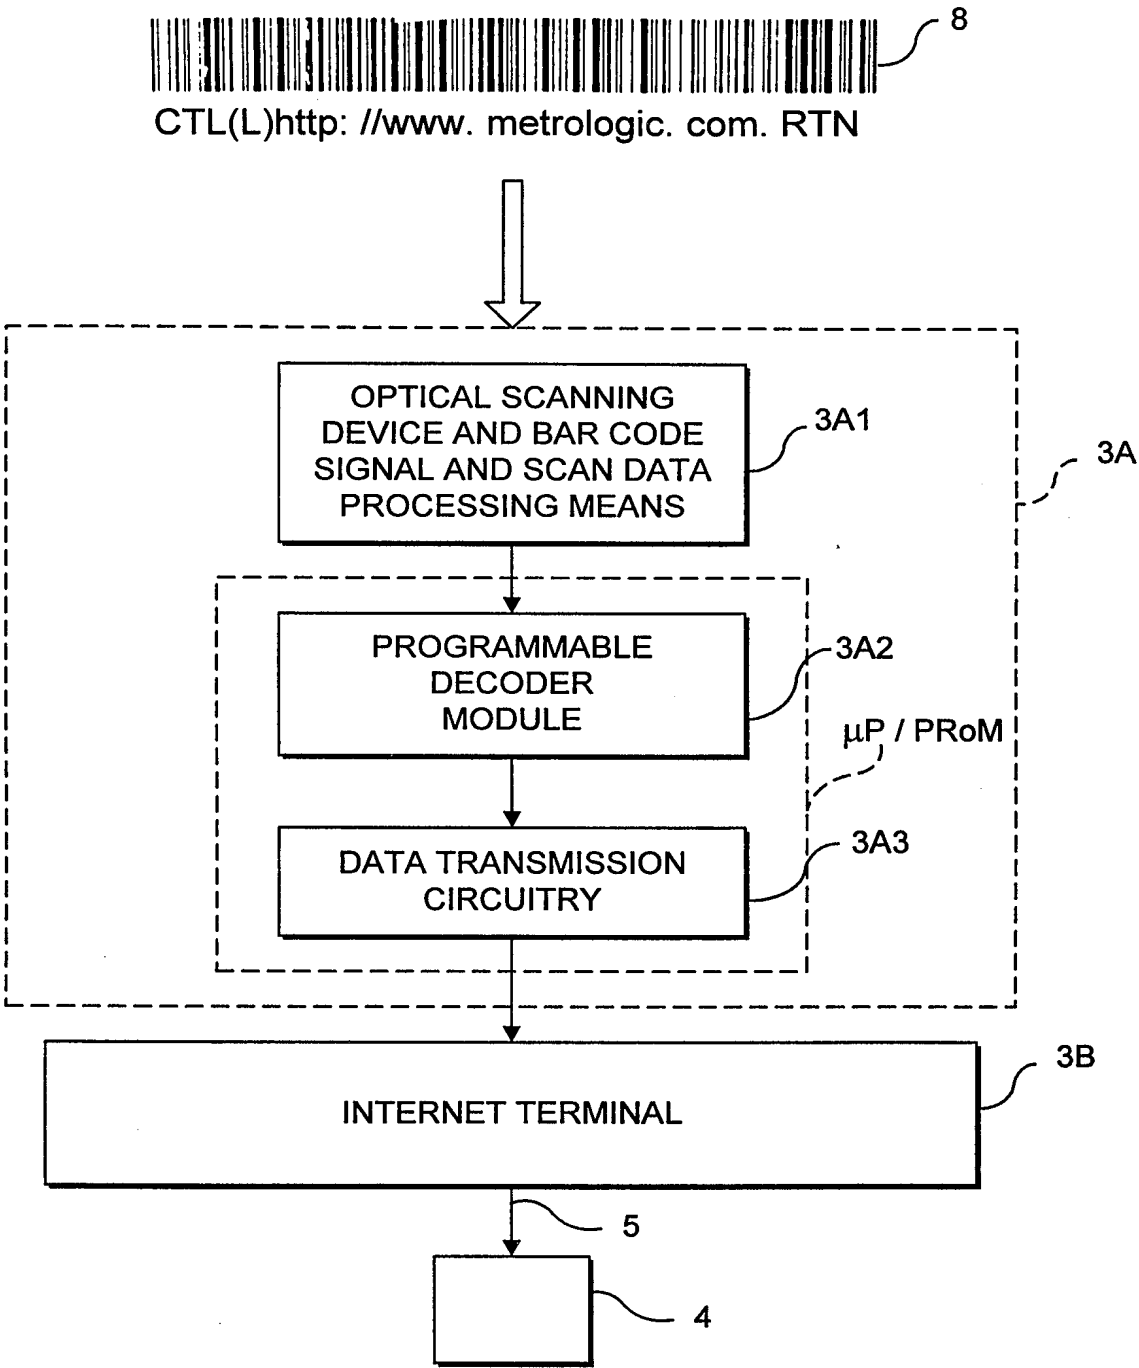 8
CTL(L)http: //www. metrologic. com. RTN
OPTICAL SCANNING
DEVICE AND BAR CODE
SIGNAL AND SCAN DATA
PROCESSING MEANS
3A1
3A
PROGRAMMABLE
DECODER
MODULE
3A2
µP / PRoM
DATA TRANSMISSION
CIRCUITRY
3A3
INTERNET TERMINAL
3B
5
4